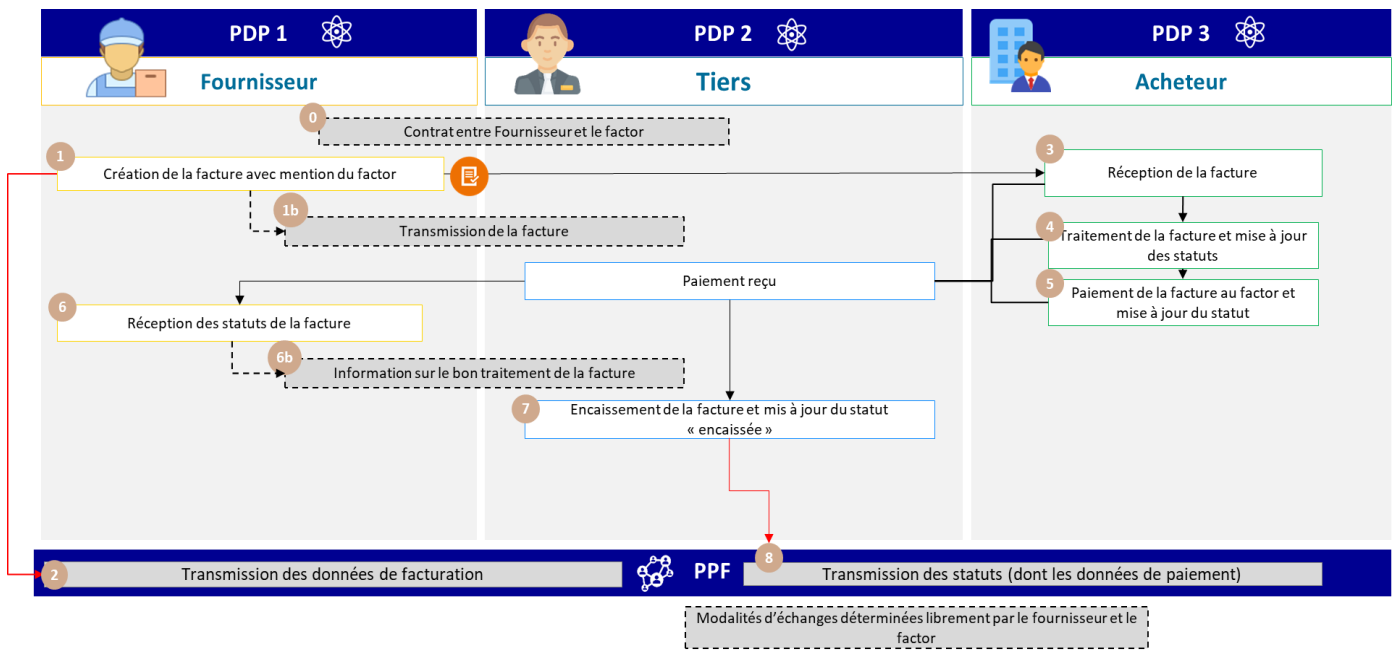 PDP 1
PDP 2
PDP 3
Fournisseur
Tiers
Acheteur
0
Contrat entre Fournisseur et le factor
1
Création de la facture avec mention du factor
3
Réception de la facture
1b
Transmission de la facture
4
Traitement de la facture et mise à jour
des statuts
Paiement reçu
5
Paiement de la facture au factor et
mise à jour du statut
6
Réception des statuts de la facture
6b
Information sur le bon traitement de la facture
7
Encaissement de la facture et mis à jour du statut
« encaissée »
2
Transmission des données de facturation
PPF
8
Transmission des statuts (dont les données de paiement)
Modalités d’échanges déterminées librement par le fournisseur et le
factor